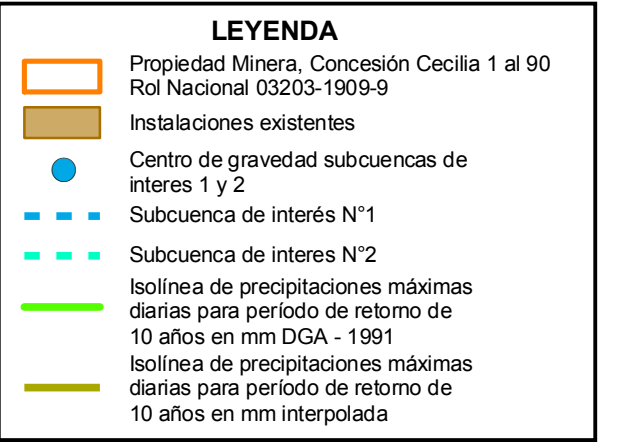 LEYENDA
Propiedad Minera, Concesión Cecilia 1 al 90
Rol Nacional 03203-1909-9
Instalaciones existentes
Centro de gravedad subcuencas de
interes 1 y 2
Subcuenca de interés N°1
Subcuenca de interes N°2
Isolínea de precipitaciones máximas
diarias para período de retorno de
10 años en mm DGA - 1991
Isolínea de precipitaciones máximas
diarias para período de retorno de
10 años en mm interpolada